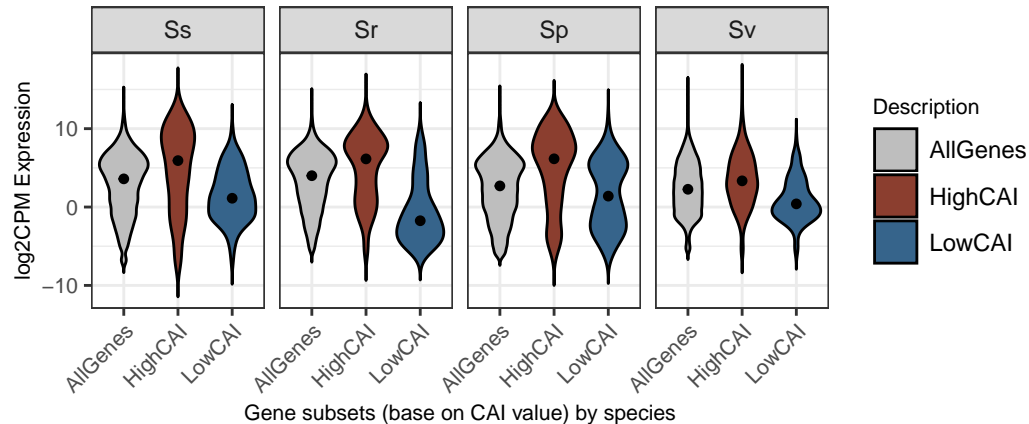 Ss Sr Sp Sv
log2CPM Expression
10
0
−10
AllGenes HighCAI LowCAI AllGenes HighCAI LowCAI AllGenes HighCAI LowCAI AllGenes HighCAI LowCAI
Gene subsets (base on CAI value) by species
Description
AllGenes
HighCAI
LowCAI